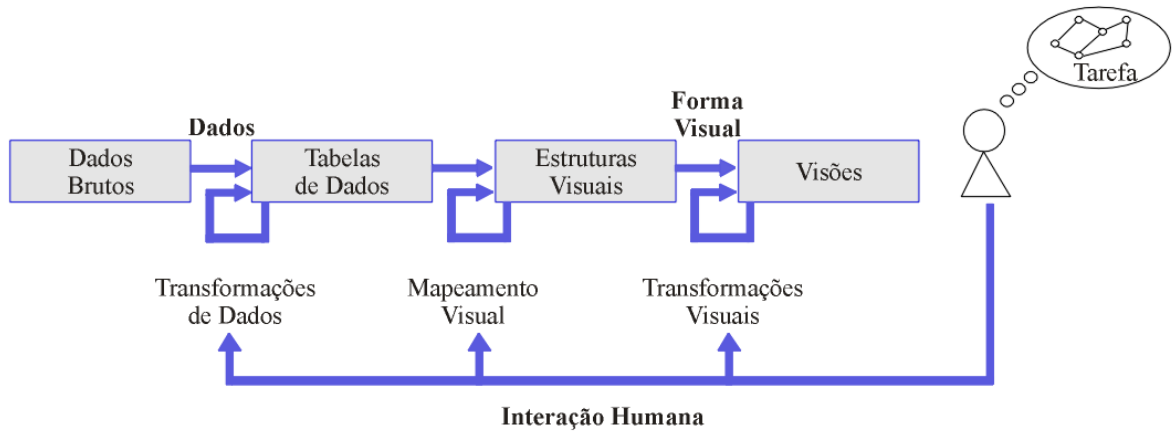 Tarefa
Forma
Visual
Dados
Dados
Brutos
Tabelas
de Dados
Estruturas
Visuais
Visões
Transformações
de Dados
Mapeamento
Visual
Transformações
Visuais
Interação Humana